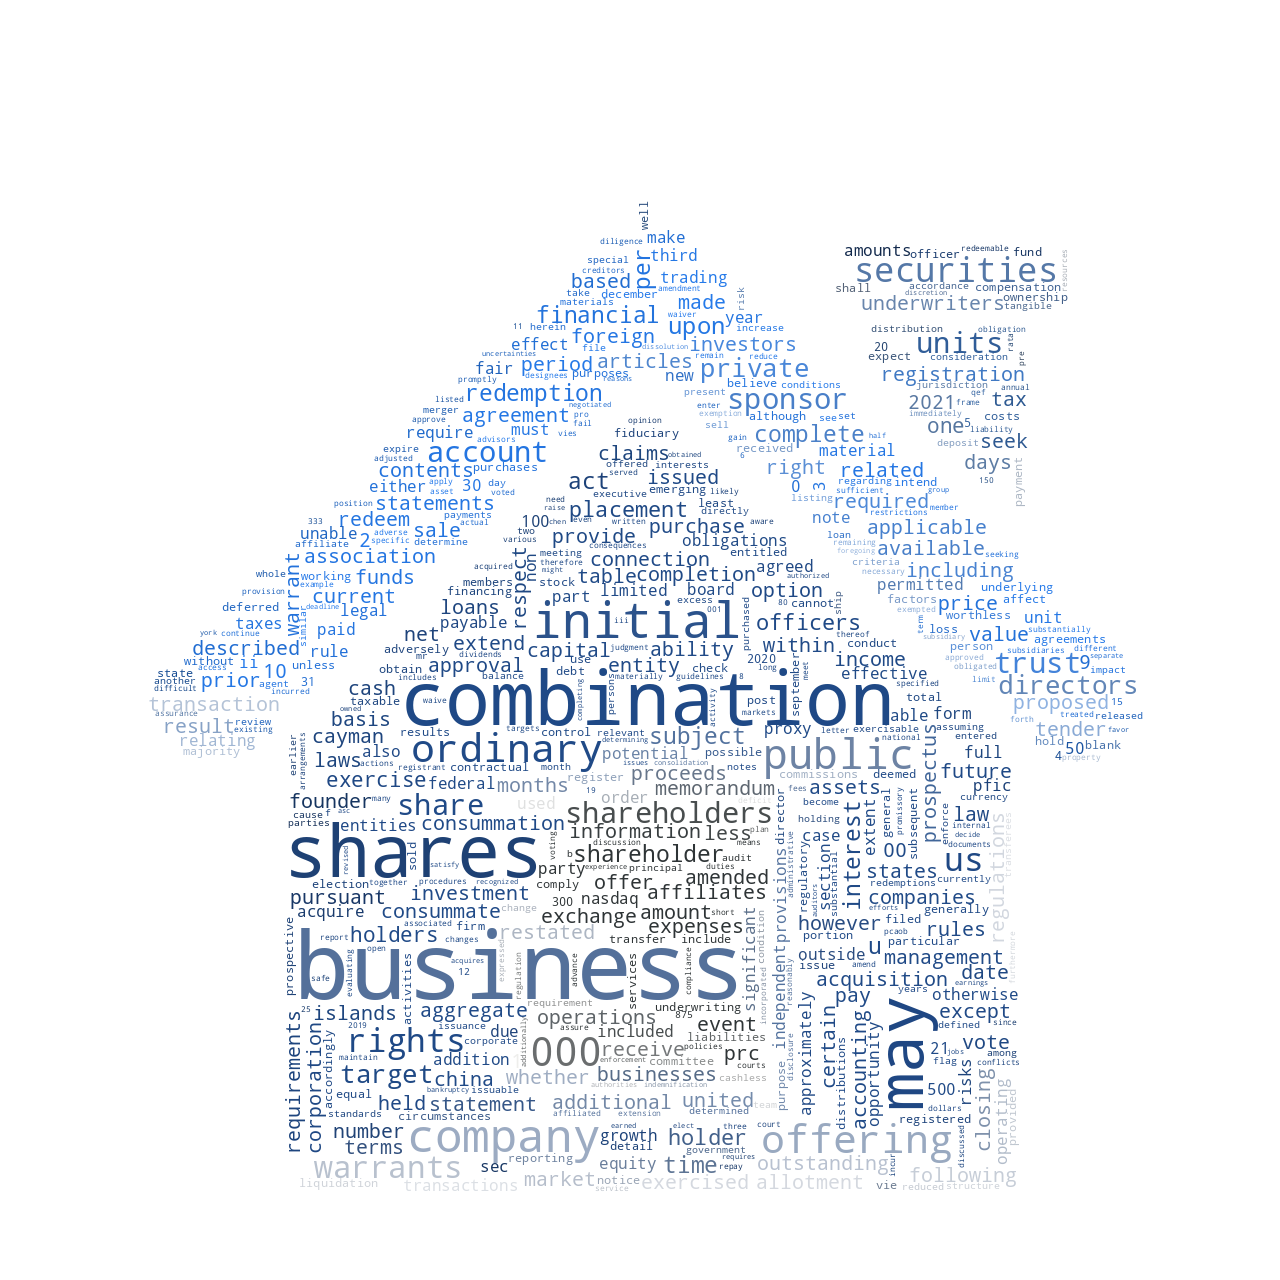 well
diligence make
special per third
creditors
based trading
take december amendment
materials made risk
financial waiver
11 herein upon year
increase
effect foreign investors
file dissolution
uncertainties remain reduce
fair period articles private
designees purposes reasons new
promptly believe conditions
redemption present sponsor
listed negotiated enter
merger agreement pro exemption although see set
approve fail sell
require must opinion complete
advisors vies fiduciary gain half
expire account claims obtained received material
adjusted offered interests 6
contents purchases served right related
either apply 30 day act issued
asset voted executive emerging likely 0 3 regarding intend
sufficient group
position statements need placement least listing required member
raise directly restrictions
333 redeem payments 100 chen even written aware note applicable
actual
unable 2 adverse sale two provide purchase obligations loan
affiliate specific determine various consequences entitled remaining available
association respect non meeting connection agreed foregoing seeking
acquired therefore criteria
whole working funds might table completion authorized necessary including
example members stock permitted underlying
provision warrant current financing part limited board option factors
deferred deadline legal loans excess 80 cannot ship exempted price affect
similar payable initial 001 purchased officers term unit
taxes paid iii thereof loss value substantially
york continue net extend conduct subsidiary agreements
described rule adversely capital judgment ability within person subsidiaries different
without ii mr use 2020 income approved separate
access unless approval entity check september meet trust 9
state prior 10 obtain debt materially guidelines 8 long effective obligated impact
another agent 31 includes balance specified limit directors
difficult incurred cash combination
transaction taxable waive completing persons activity post total proposed 15
assurance basis markets able form forth treated released
result review results targets control relevant subject proxy letter exercisable assuming tender favor
existing cayman ordinary determining national entered
relating earlier also potential possible public prospectus full hold 50 blank
majority arrangements laws actions registrant contractual month issues consolidation notes 4 property
exercise federal months register proceeds commissions deemed future
19 memorandum fees assets pficc
founder many share used order deficit director become general promissory currency
cause f asc shareholders interest extent subsequent enforce law
parties entities consummation information less plan holding internal regulations transferees
owned voting discussion means case decide
shares revised sold b shareholder audit 00 documents us
satisfy party experience principal duties administrative regulatory section states
election together procedures recognized comply offer amended auditors substantial redemptions currently
pursuant investment 300 nasdaq affiliates provisions companies
acquire consummate change exchange amount short efforts generally
associated firm however filed
prospective report holders changes restated expenses condition portion pcaob rules
open expressed transfer include u particular
business significant independent outside management
safe evaluating acquires regulation advance services compliance incorporated reasonably issue amend furthermore
activities 12 acquisition date
requirement underwriting years earnings
25 islands aggregate operations 875 pay otherwise
2019 issuance due assure included event approximately certain accounting may except
requirements corporation accordingly rights corporate additionally liabilities disclosure defined since
maintain addition 000 receive policies prc opportunity 21 jobs vote among
enforcement committee courts flag conflicts
target china whether businesses cashless purpose distributions risks
equal bankruptcy issuable authorities indemnification 500
held statement additional united team dollars closing operating provided
standards circumstances affiliated extension determined registered
number company earned elect three court offering discussed
growth holder
terms detail government
warrants sec reporting equity time requires outstanding incur following
repay
liquidation transactions market notice exercised allotment vie reduced structure
service
amounts officer redeemable fund
securities resources
shall accordance compensation
discretion ownership
underwriters tangible
distribution obligation
units rata
20 expect consideration pre
registration
jurisdiction annual
2021 qef tax
frame
immediately costs
one 5 liability
deposit seek
days payment
150